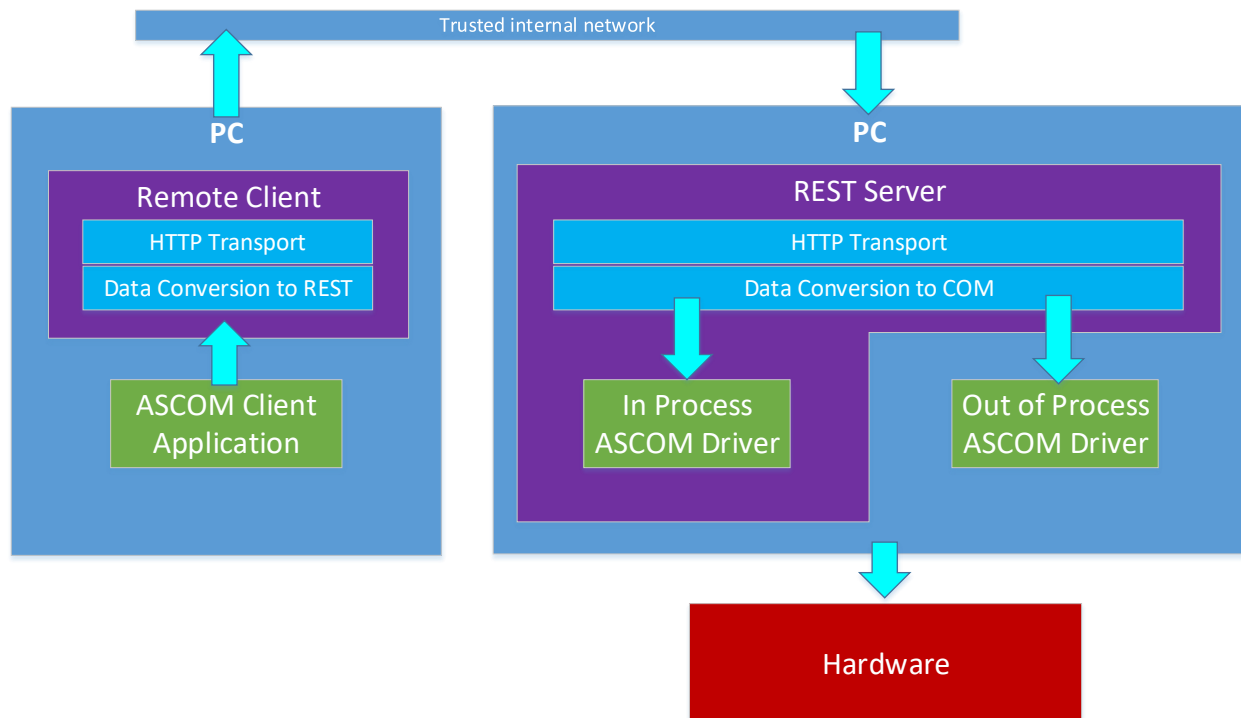 Trusted internal network
PC
Remote Client
HTTP Transport
Data Conversion to REST
ASCOM Client
Application
PC
REST Server
HTTP Transport
Data Conversion to COM
In Process
ASCOM Driver
Out of Process
ASCOM Driver
Hardware